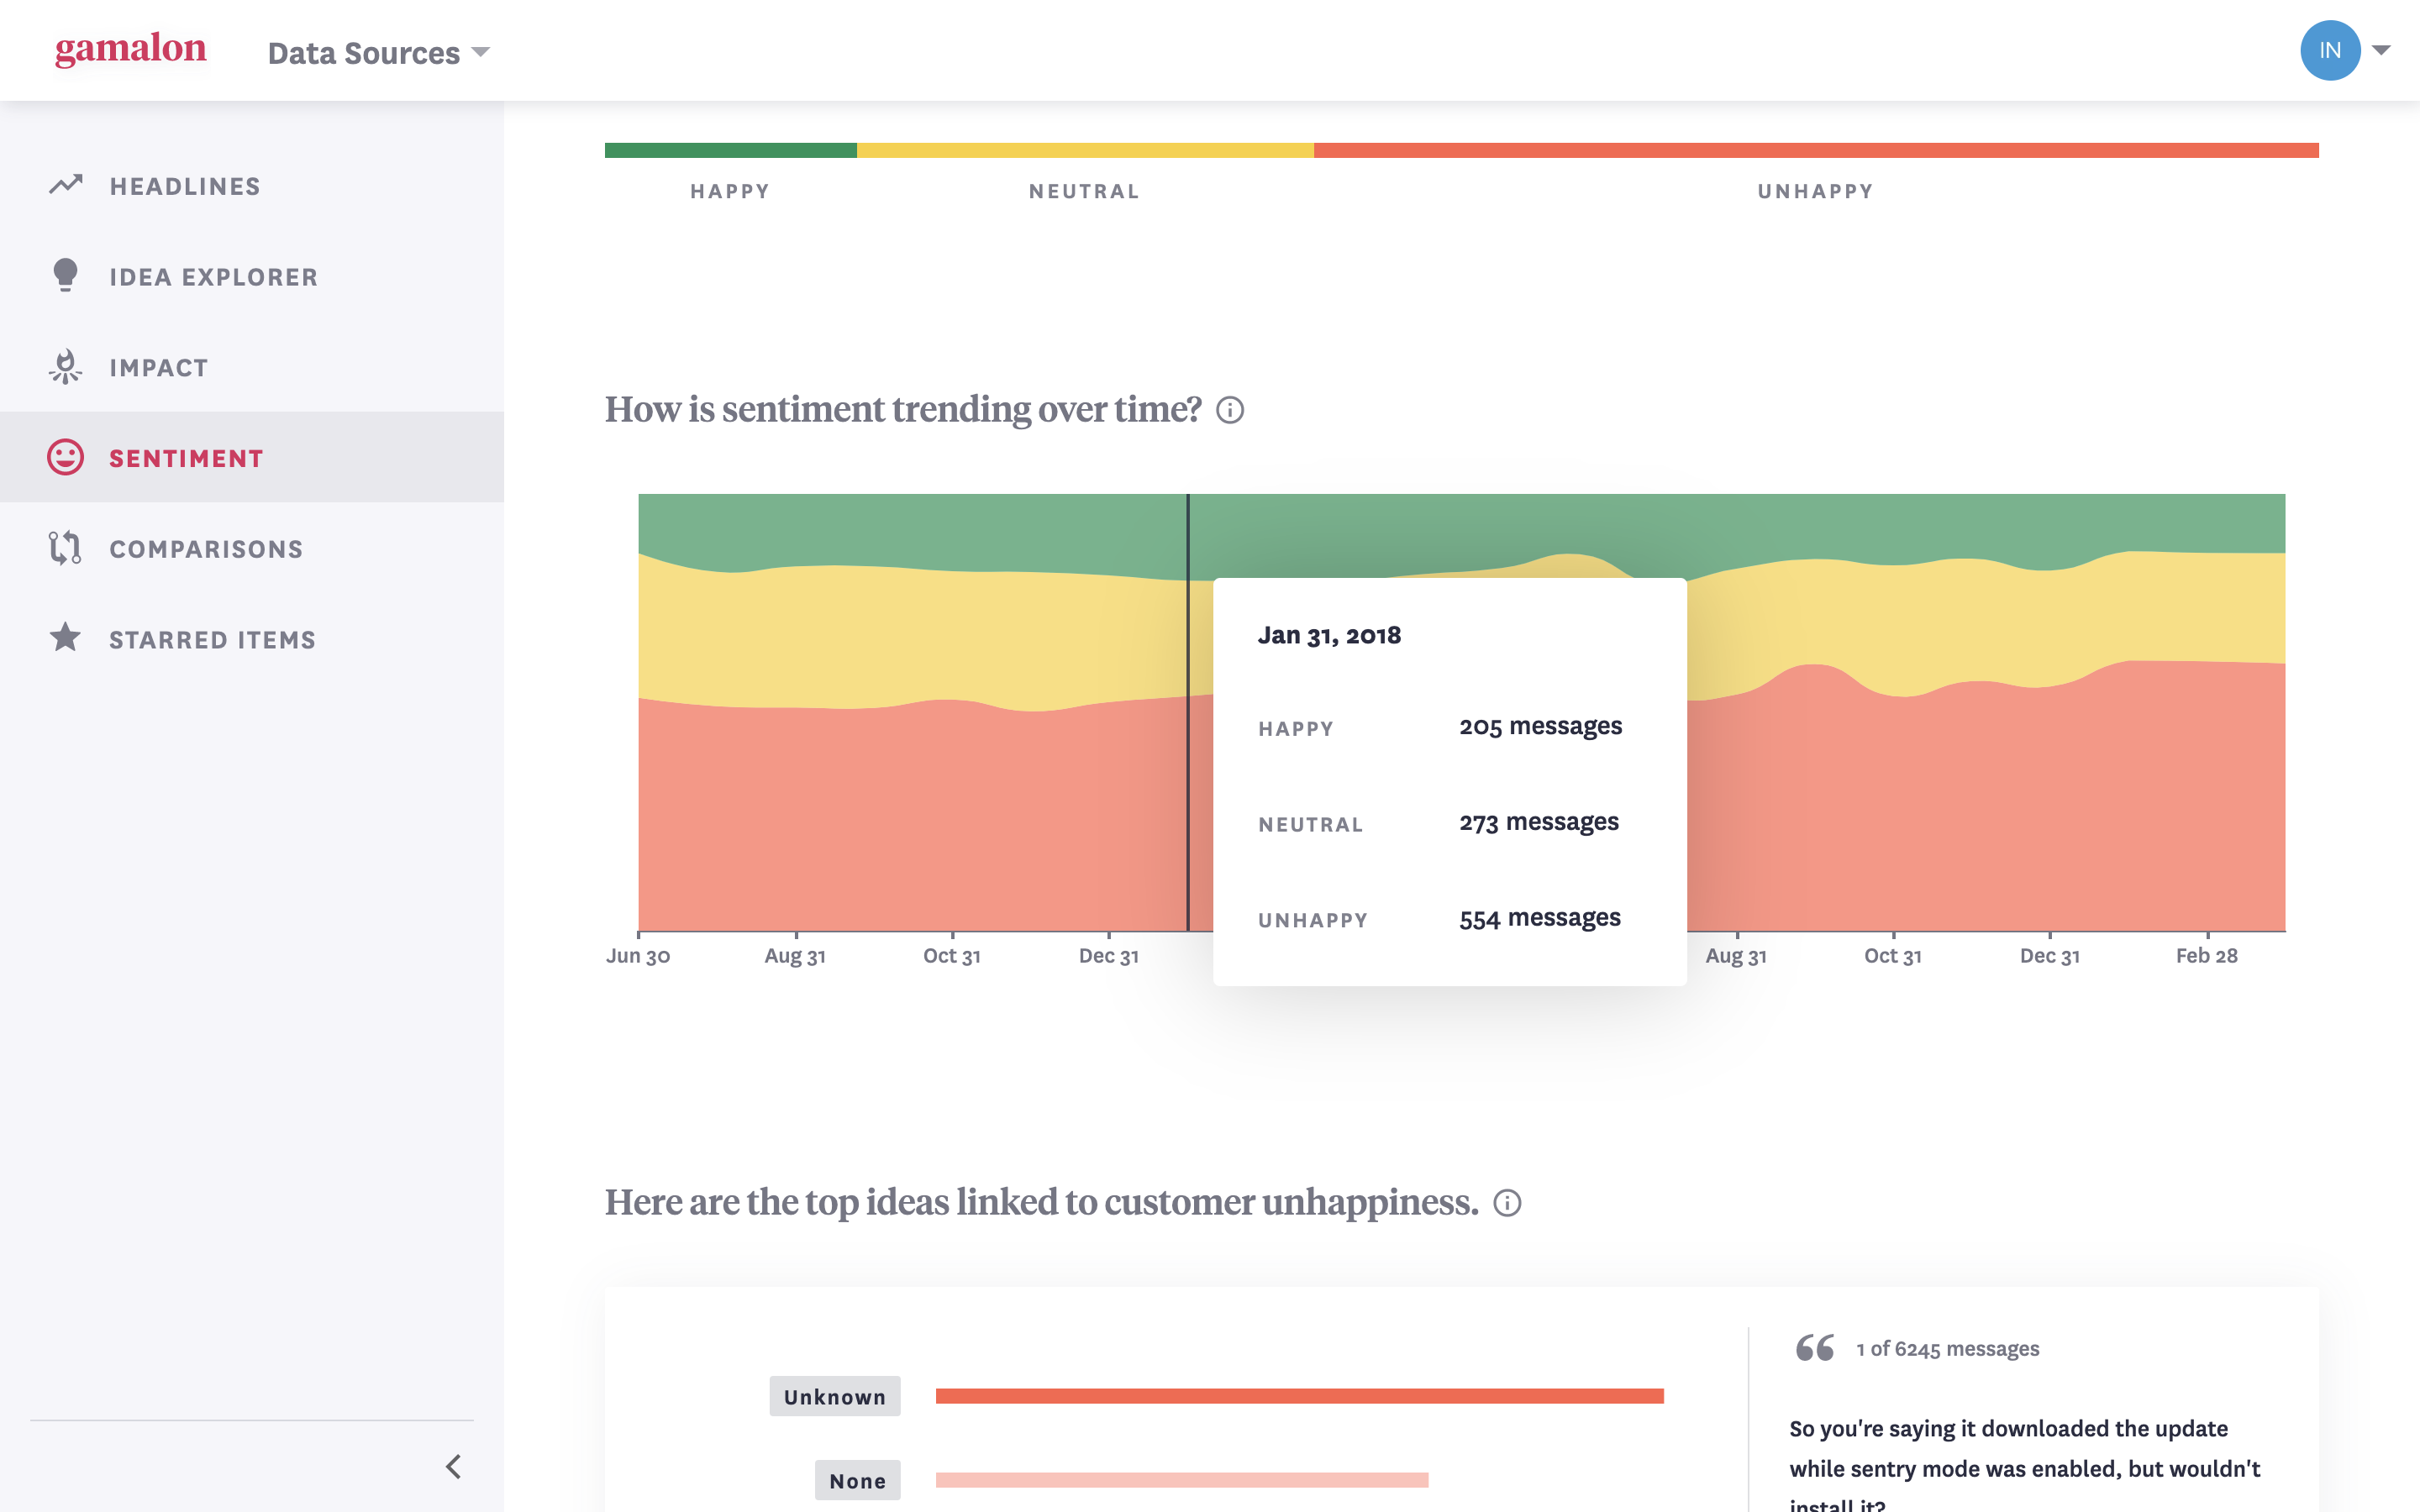 gamalon
Data Sources
IN
HEADLINES
IDEA EXPLORER
IMPACT
SENTIMENT
COMPARISONS
STARRED ITEMS
HAPPY
NEUTRAL
UNHAPPY
How is sentiment trending over time?
Jan 31, 2018
HAPPY 205 messages
NEUTRAL 273 messages
UNHAPPY 554 messages
Jun 30 Aug 31 Oct 31 Dec 31 Aug 31 Oct 31 Dec 31 Feb 28
Here are the top ideas linked to customer unhappiness.
Unknown
None
1 of 6245 messages
So you're saying it downloaded the update
while sentry mode was enabled, but wouldn't
install it?